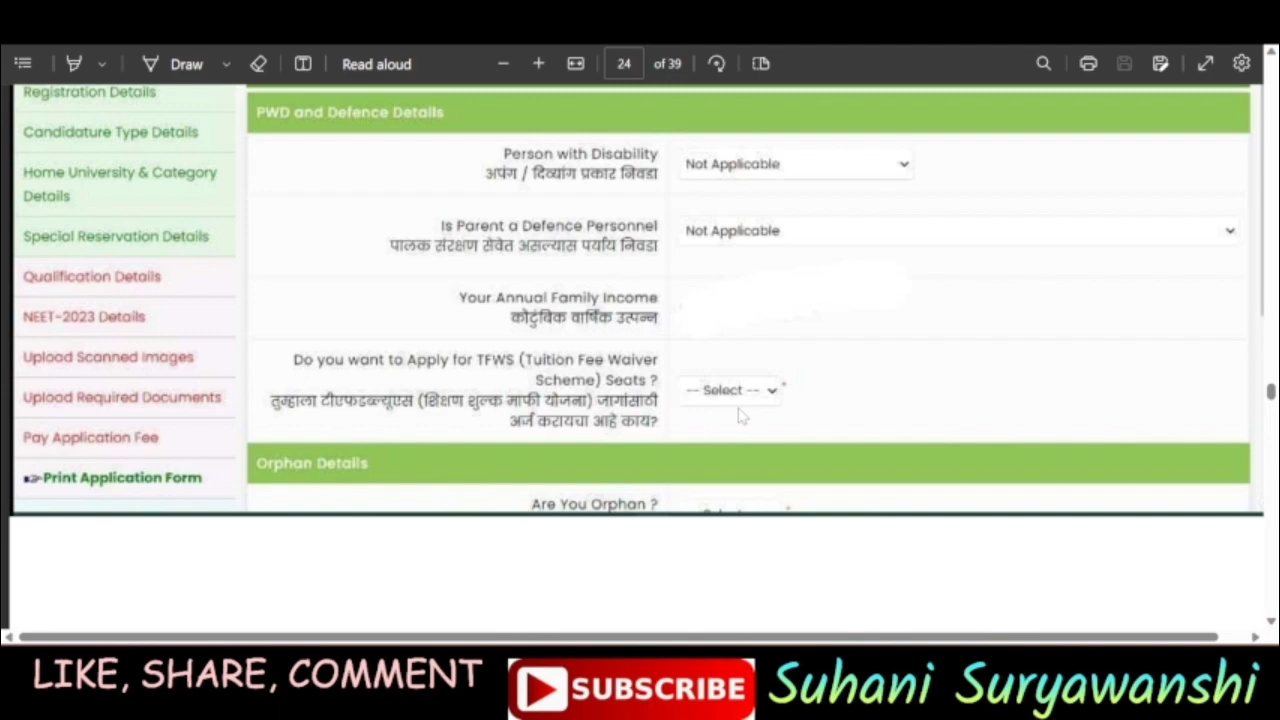 Draw
Read aloud
24
of 39
Registration Details
Candidature Type Details
Home University & Category
Details
Special Reservation Details
Qualification Details
NEET-2023 Details
Upload Scanned Images
Upload Required Documents
Pay Application Fee
Print Application Form
PWD and Defence Details
Person with Disability
अपंग / दिव्यांग प्रकार निवडा
Not Applicable
Is Parent a Defence Personnel
पालक संरक्षण सेवेत असल्यास पर्याय निवडा
Not Applicable
Your Annual Family Income
कौटुंबिक वार्षिक उत्पन्न
Do you want to Apply for TFWS (Tuition Fee Waiver
Scheme) Seats ?
तुम्हाला टीएफडब्ल्यूएस (शिक्षण शुल्क माफी योजना) जागांसाठी
अर्ज करायचा आहे काय?
-- Select -- *
Orphan Details
Are You Orphan ?
LIKE, SHARE, COMMENT
SUBSCRIBE
Suhani Suryawanshi